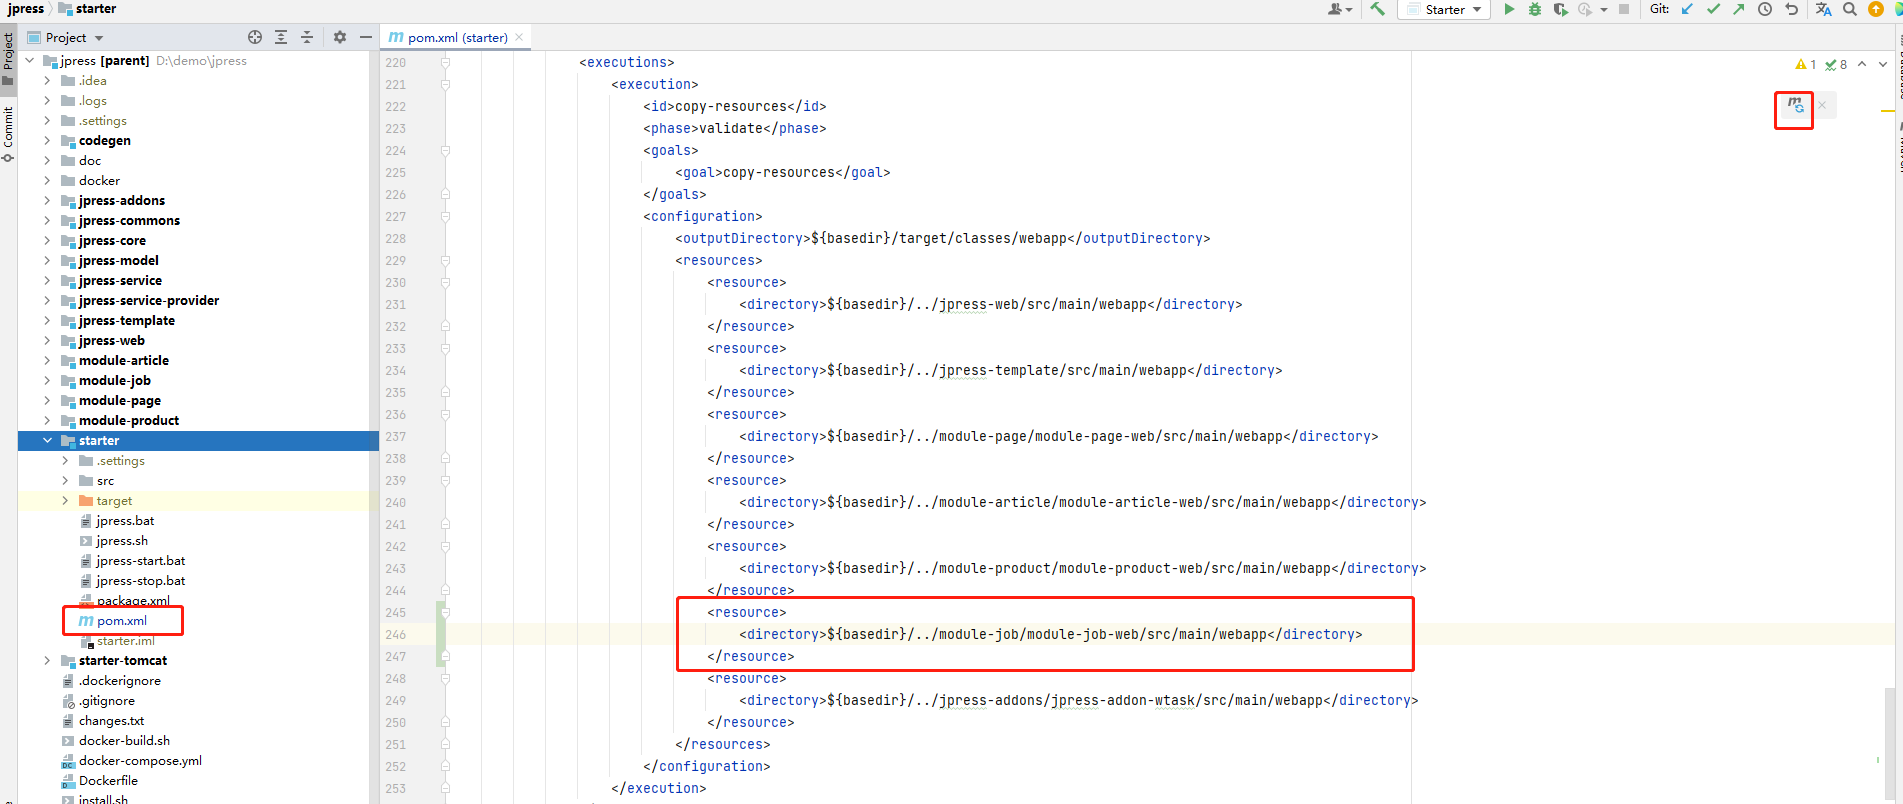 jpress starter
Starter
Git:
Project
pom.xml (starter)
1 8
Project
Commit
jpress [parent] D:\demo\jpress
.idea
.logs
.settings
codegen
doc
docker
jpress-addons
jpress-commons
jpress-core
jpress-model
jpress-service
jpress-service-provider
jpress-template
jpress-web
module-article
module-job
module-page
module-product
starter
.settings
src
target
jpress.bat
jpress.sh
jpress-start.bat
jpress-stop.bat
package.xml
pom.xml
starter.iml
starter-tomcat
.dockerignore
.gitignore
changes.txt
docker-build.sh
docker-compose.yml
Dockerfile
install.sh
220 <executions>
221 <execution>
222 <id>copy-resources</id>
223 <phase>validate</phase>
224 <goals>
225 <goal>copy-resources</goal>
226 </goals>
227 <configuration>
228 <outputDirectory>${basedir}/target/classes/webapp</outputDirectory>
229 <resources>
230 <resource>
231 <directory>${basedir}/../jpress-web/src/main/webapp</directory>
232 </resource>
233 <resource>
234 <directory>${basedir}/../jpress-template/src/main/webapp</directory>
235 </resource>
236 <resource>
237 <directory>${basedir}/../module-page/module-page-web/src/main/webapp</directory>
238 </resource>
239 <resource>
240 <directory>${basedir}/../module-article/module-article-web/src/main/webapp</directory>
241 </resource>
242 <resource>
243 <directory>${basedir}/../module-product/module-product-web/src/main/webapp</directory>
244 </resource>
245 <resource>
246 <directory>${basedir}/../module-job/module-job-web/src/main/webapp</directory>
247 </resource>
248 <resource>
249 <directory>${basedir}/../jpress-addons/jpress-addon-wtask/src/main/webapp</directory>
250 </resource>
251 </resources>
252 </configuration>
253 </execution>